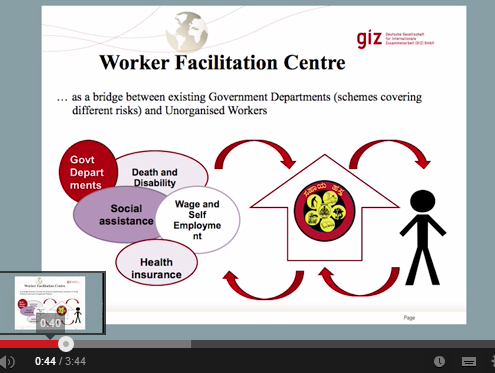 giz
Deutsche Gesellschaft
für Internationale
Zusammenarbeit (GIZ) GmbH
Worker Facilitation Centre
… as a bridge between existing Government Departments (schemes covering
different risks) and Unorganised Workers
Govt
Depart
ments
Death and
Disability
Social
assistance
Wage and
Self
Employme
nt
Health
insurance
ಸಹಾಯ ಹಸ್ತ
Page
Worker Facilitation Centre
0:40
0:44 / 3:44